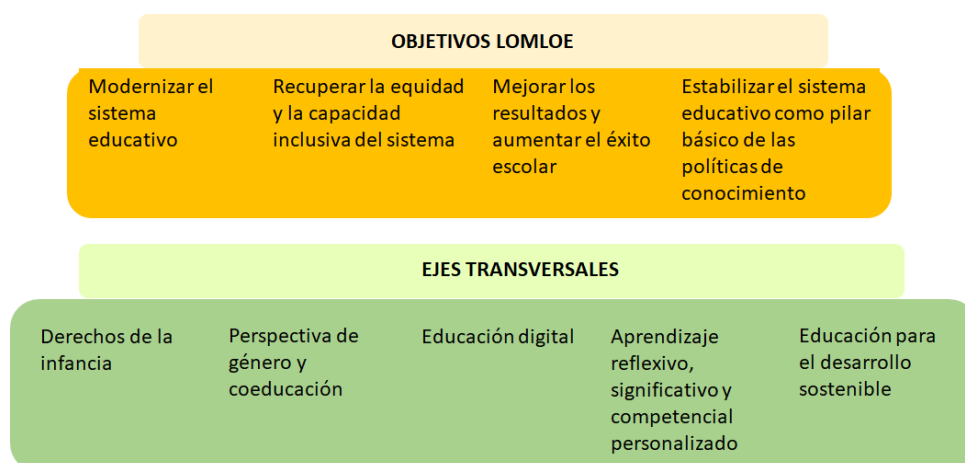 OBJETIVOS LOMLOE
Modernizar el
sistema
educativo
Recuperar la equidad
y la capacidad
inclusiva del sistema
Mejorar los
resultados y
aumentar el éxito
escolar
Estabilizar el sistema
educativo como pilar
básico de las
políticas de
conocimiento
EJES TRANSVERSALES
Derechos de la
infancia
Perspectiva de
género y
coeducación
Educación digital
Aprendizaje
reflexivo,
significativo y
competencial
personalizado
Educación para
el desarrollo
sostenible